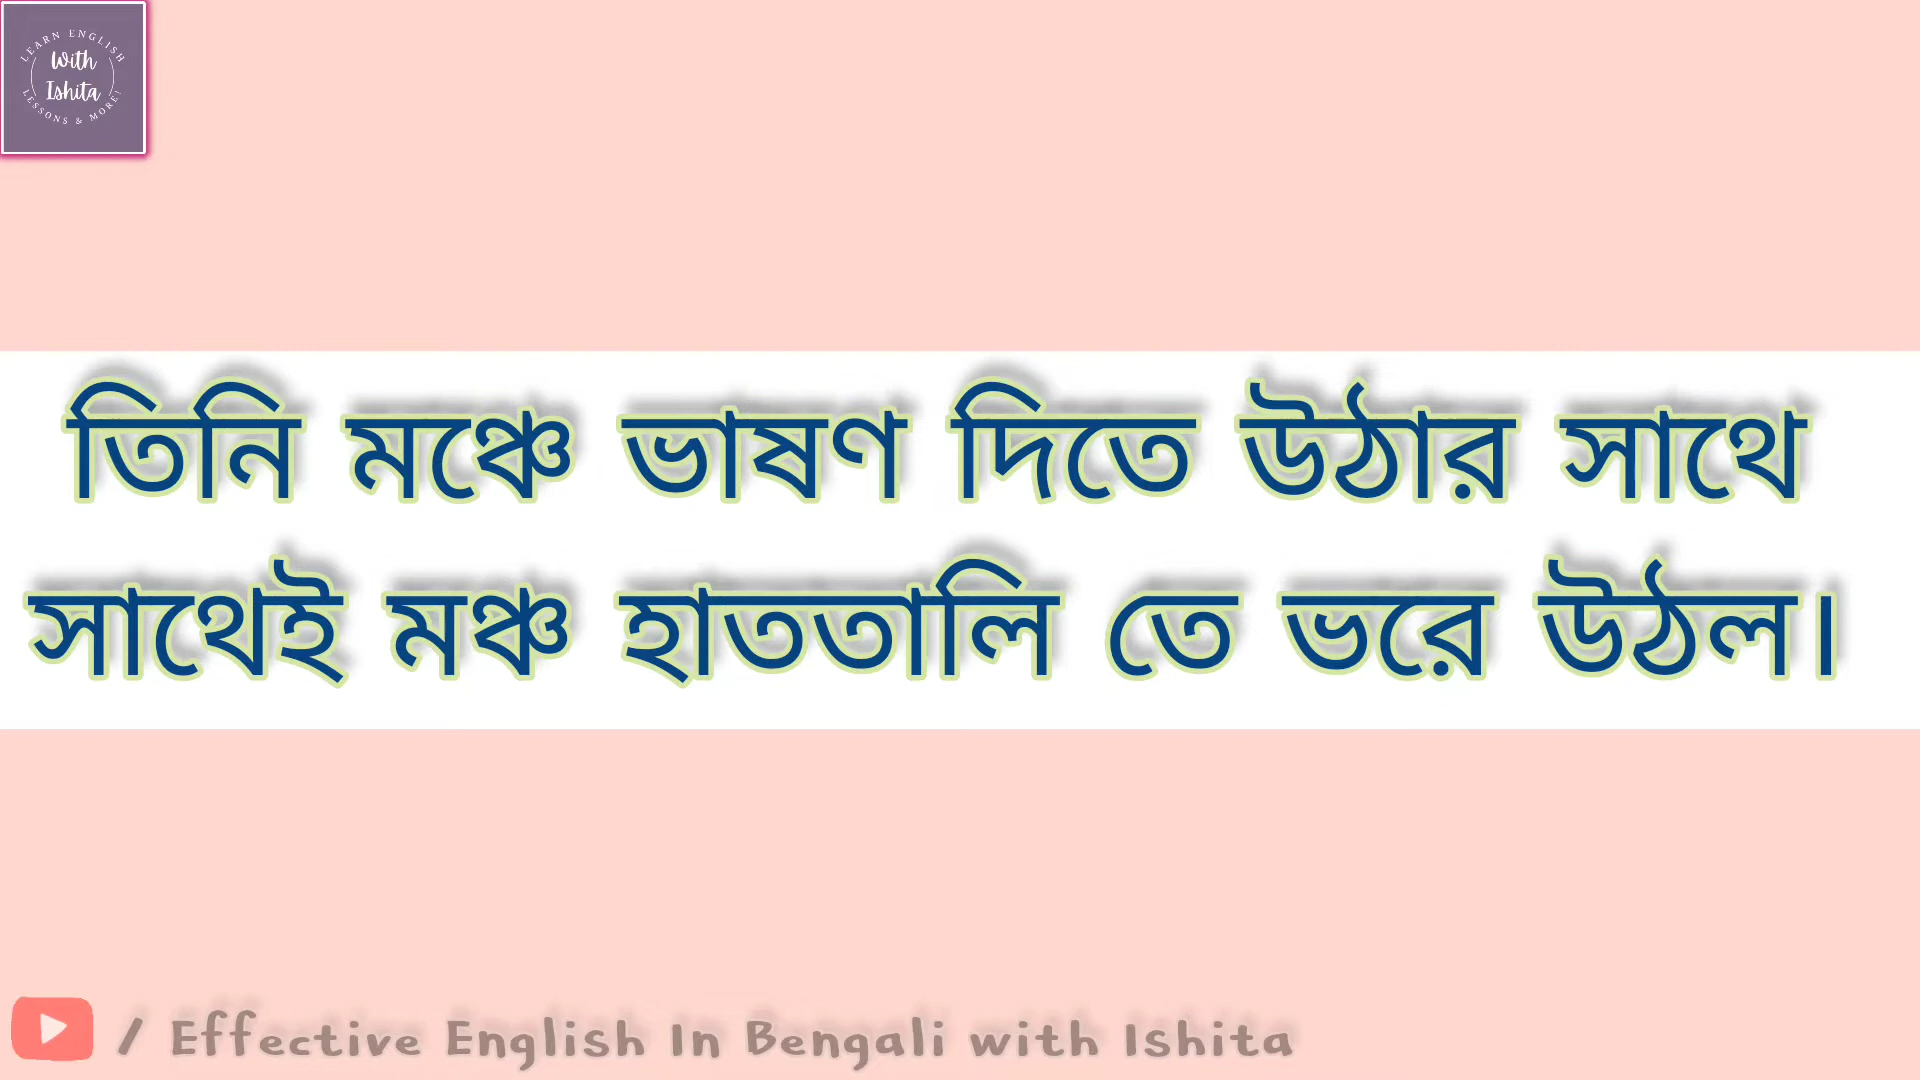 LEARN ENGLISH
With
Ishita
LESSONS & MORE!
তিনি মঞ্চে ভাষণ দিতে উঠার সাথে
সাথেই মঞ্চ হাততালি তে ভরে উঠল।
/ Effective English In Bengali with Ishita